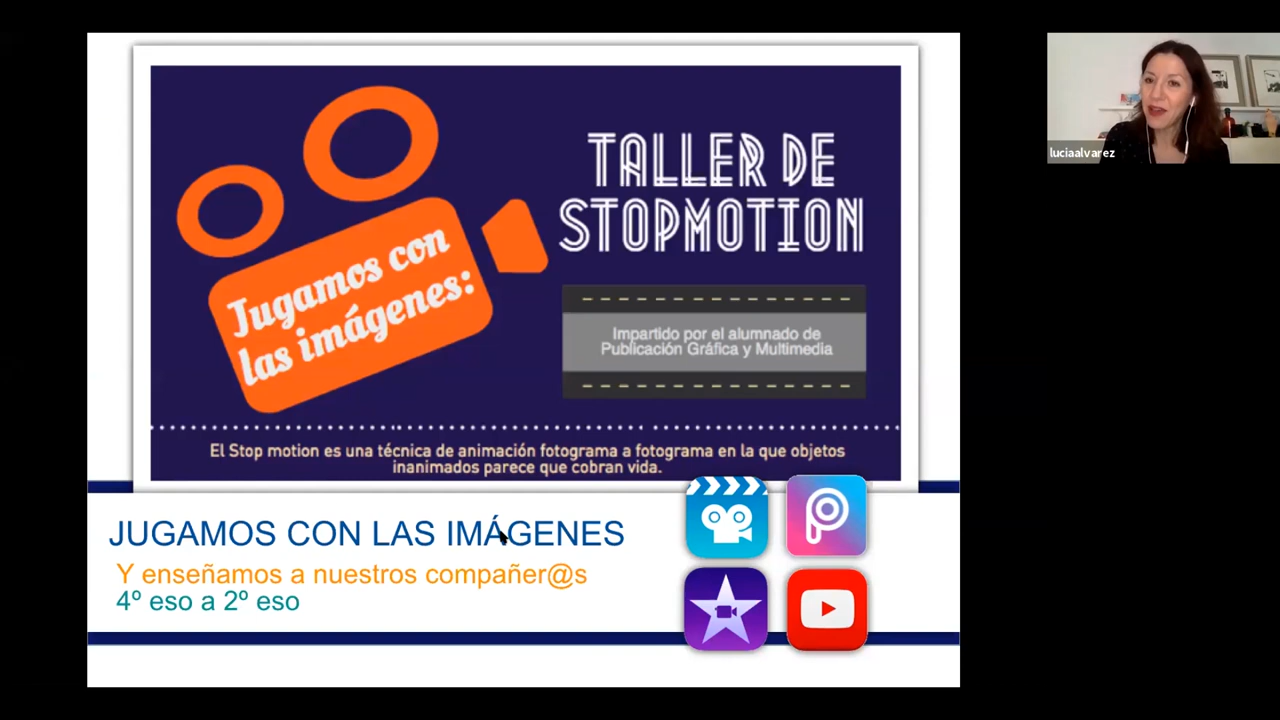 Jugamos con
las imágenes:
TALLER DE
STOPMOTION
Impartido por el alumnado de
Publicación Gráfica y Multimedia
El Stop motion es una técnica de animación fotograma a fotograma en la que objetos
inanimados parece que cobran vida.
JUGAMOS CON LAS IMÁGENES
Y enseñamos a nuestros compañer@s
4º eso a 2º eso
luciaalvarez